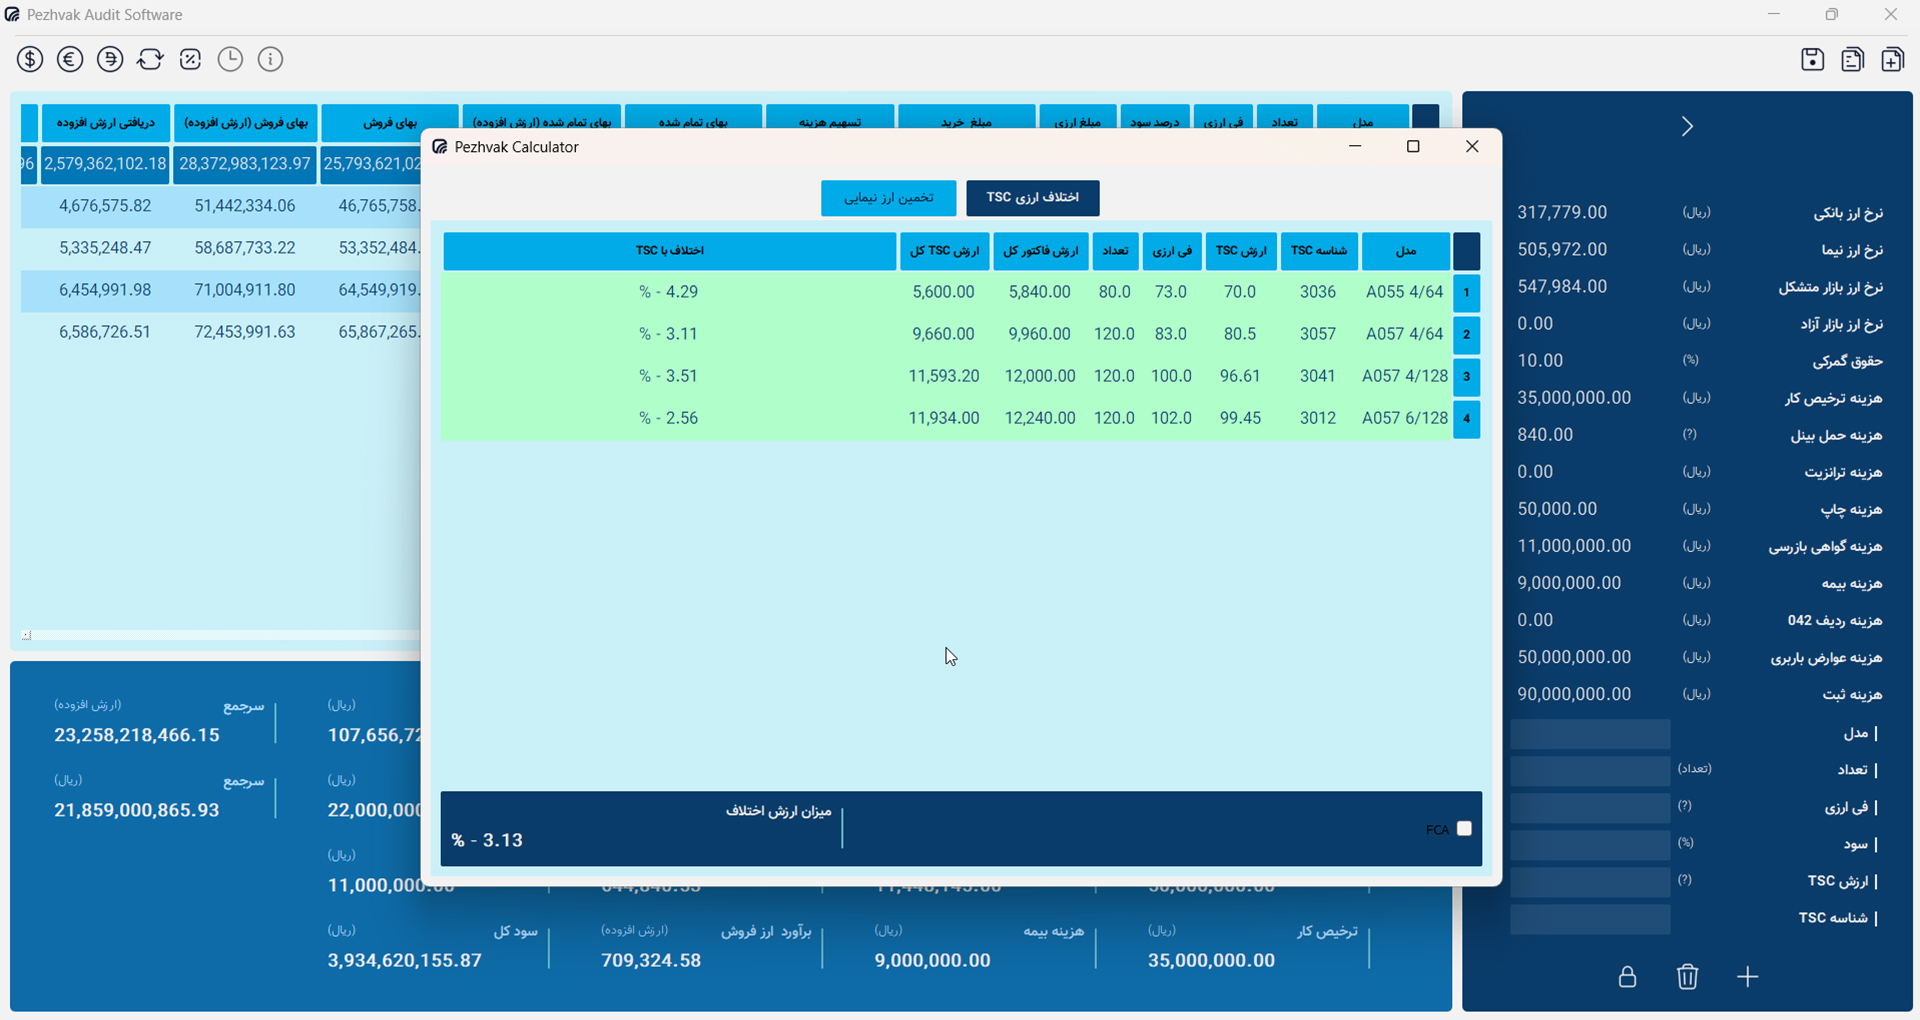 Pezhvak Audit Software
مدل تعداد فی ارزی درصد سود مبلغ ارزی مبلغ خرید تسهیم هزینه بهای تمام شده بهای تمام شده (ارزش افزوده) بهای فروش بهای فروش (ارزش افزوده) دریافتی ارزش افزوده
96 2,579,362,102.18 28,372,983,123.97 25,793,621,02
4,676,575.82 51,442,334.06 46,765,758.
5,335,248.47 58,687,733.22 53,352,484.
6,454,991.98 71,004,911.80 64,549,919.
6,586,726.51 72,453,991.63 65,867,265.
Pezhvak Calculator
اختلاف ارزی TSC
تخمین ارز نیمایی
مدل شناسه TSC ارزش TSC فی ارزی تعداد ارزش فاکتور کل ارزش TSC کل اختلاف با TSC
% - 4.29 5,600.00 5,840.00 80.0 73.0 70.0 3036 A055 4/64 1
% - 3.11 9,660.00 9,960.00 120.0 83.0 80.5 3057 A057 4/64 2
% - 3.51 11,593.20 12,000.00 120.0 100.0 96.61 3041 A057 4/128 3
% - 2.56 11,934.00 12,240.00 120.0 102.0 99.45 3012 A057 6/128 4
FCA
میزان ارزش اختلاف
% - 3.13
نرخ ارز بانکی (ریال) 317,779.00
نرخ ارز نیما (ریال) 505,972.00
نرخ ارز بازار متشکل (ریال) 547,984.00
نرخ ارز بازار آزاد (ریال) 0.00
حقوق گمرکی (%) 10.00
هزینه ترخیص کار (ریال) 35,000,000.00
هزینه حمل بینل (?) 840.00
هزینه ترانزیت (ریال) 0.00
هزینه چاپ (ریال) 50,000.00
هزینه گواهی بازرسی (ریال) 11,000,000.00
هزینه بیمه (ریال) 9,000,000.00
هزینه ردیف 042 (ریال) 0.00
هزینه عوارض باربری (ریال) 50,000,000.00
هزینه ثبت (ریال) 90,000,000.00
مدل
تعداد (تعداد)
فی ارزی (?)
سود (%)
ارزش TSC (?)
شناسه TSC
سرجمع (ارزش افزوده)
23,258,218,466.15
سرجمع (ریال)
21,859,000,865.93
(ریال)
107,656,72
(ریال)
22,000,000
(ریال)
11,000,000.00
ترخیص کار (ریال)
35,000,000.00
هزینه بیمه (ریال)
9,000,000.00
برآورد ارز فروش (ارزش افزوده)
709,324.58
سود کل (ریال)
3,934,620,155.87